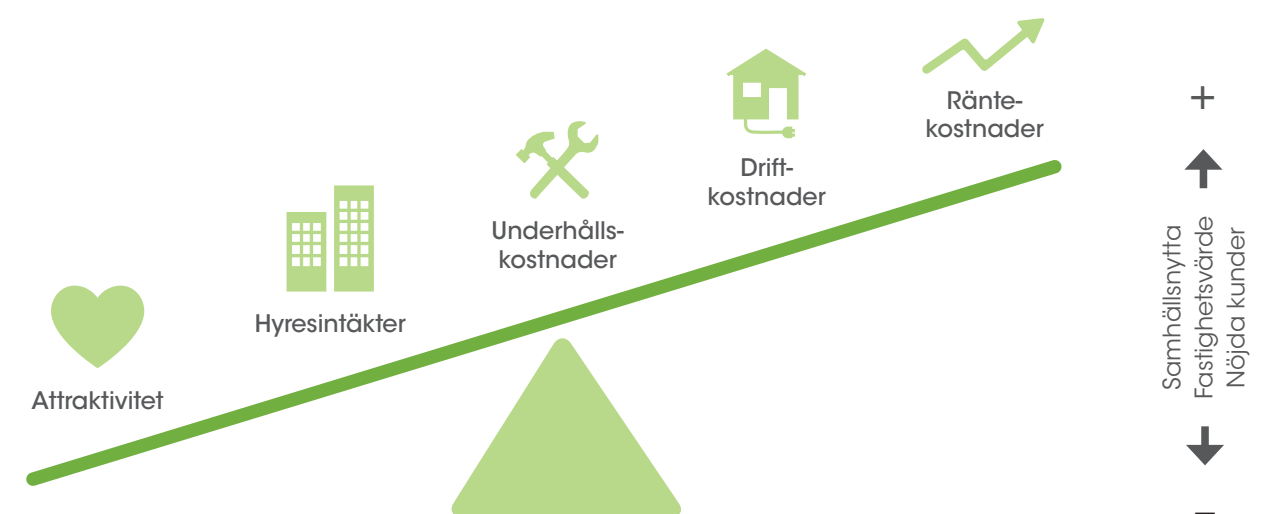 Ränte-
kostnader
Drift-
kostnader
Underhålls-
kostnader
Hyresintäkter
Attraktivitet
+
Samhällsnytta
Fastighetsvärde
Nöjda kunder
–